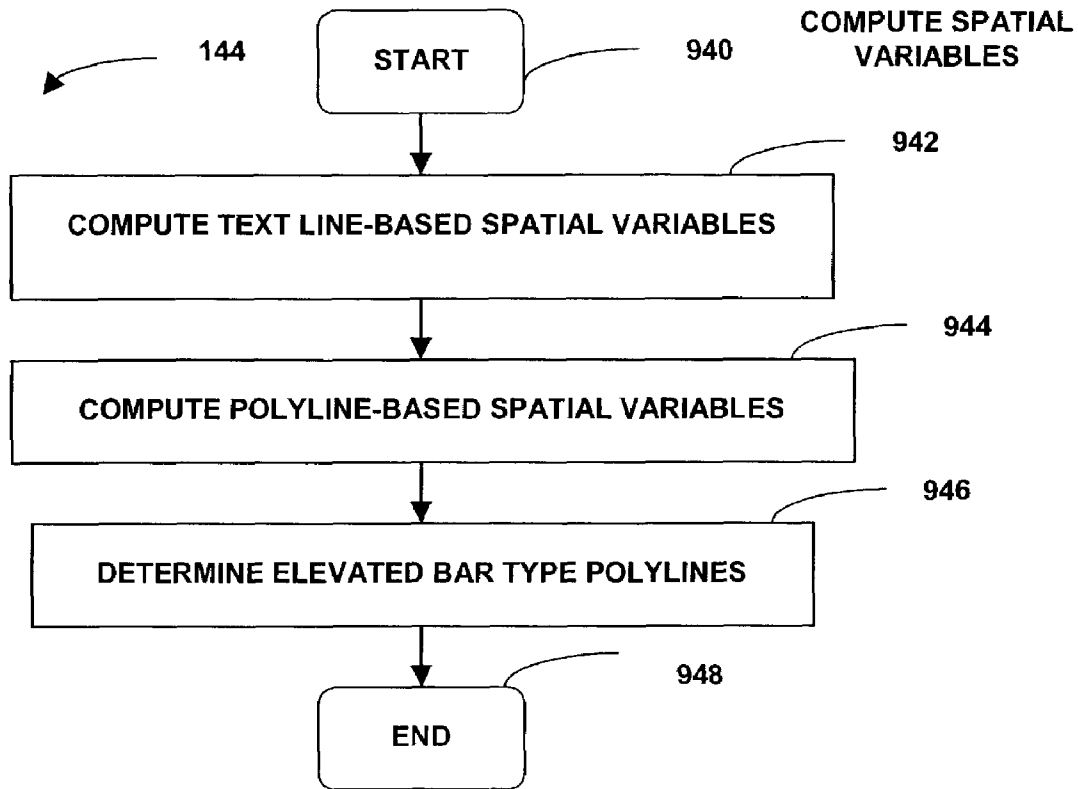 COMPUTE SPATIAL
VARIABLES
144
START
940
942
COMPUTE TEXT LINE-BASED SPATIAL VARIABLES
944
COMPUTE POLYLINE-BASED SPATIAL VARIABLES
946
DETERMINE ELEVATED BAR TYPE POLYLINES
948
END